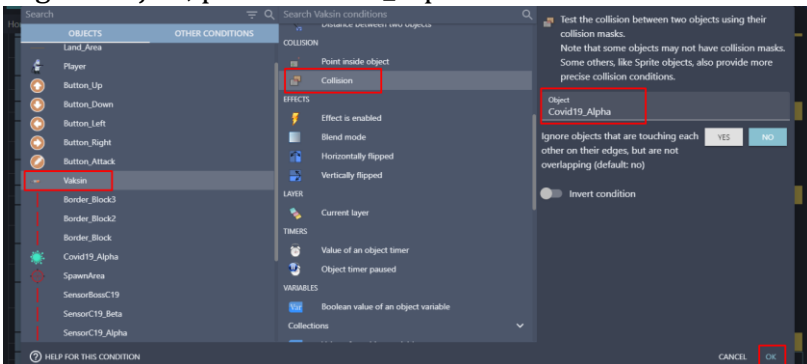 Search
OBJECTS
OTHER CONDITIONS
Land_Area
Player
Button_Up
Button_Down
Button_Left
Button_Right
Button_Attack
Vaksin
Border_Block3
Border_Block2
Border_Block
Covid19_Alpha
SpawnArea
SensorBossC19
SensorC19_Beta
SensorC19_Alpha
HELP FOR THIS CONDITION
Search Vaksin conditions
Distance between two objects
COLLISION
Point inside object
Collision
EFFECTS
Effect is enabled
Blend mode
Horizontally flipped
Vertically flipped
LAYER
Current layer
TIMERS
Value of an object timer
Object timer paused
VARIABLES
Var
Boolean value of an object variable
Collections
Test the collision between two objects using their
collision masks.
Note that some objects may not have collision masks.
Some others, like Sprite objects, also provide more
precise collision conditions.
Object
Covid19_Alpha
Ignore objects that are touching each
other on their edges, but are not
overlapping (default: no)
YES
NO
Invert condition
CANCEL
OK